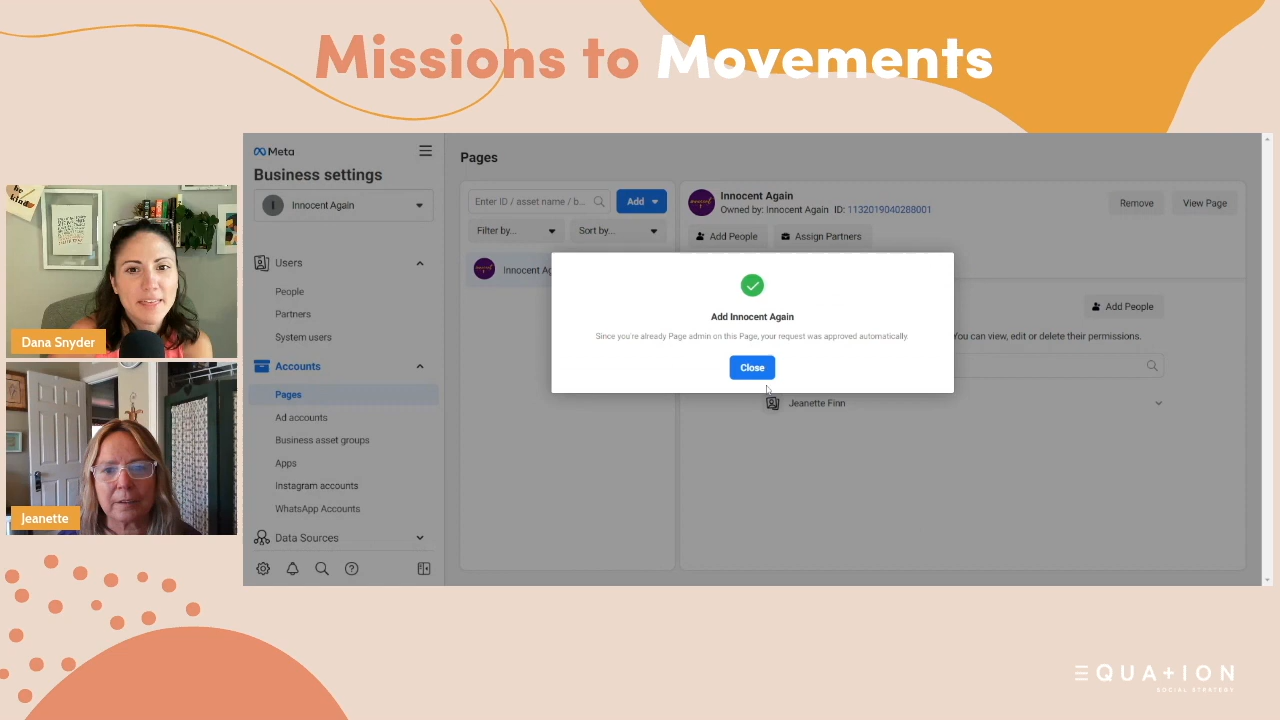 Missions to Movements
be
kind
Dana Snyder
Jeanette
Meta
Business settings
I
Innocent Again
Users
People
Partners
System users
Accounts
Pages
Ad accounts
Business asset groups
Apps
Instagram accounts
WhatsApp Accounts
Data Sources
Pages
Enter ID / asset name / b...
Add
Filter by...
Sort by...
Innocent Ag
Innocent Again
Owned by: Innocent Again ID: 1132019040288001
Remove
View Page
Add People
Assign Partners
Add People
You can view, edit or delete their permissions.
Jeanette Finn
Add Innocent Again
Since you're already Page admin on this Page, your request was approved automatically.
Close
EQUATION
SOCIAL STRATEGY